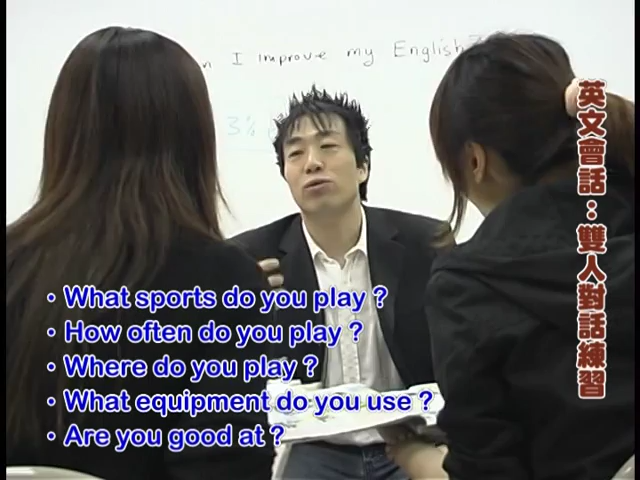 I improve my English
英文會話：雙人對話練習
• What sports do you play ?
• How often do you play ?
• Where do you play ?
• What equipment do you use ?
• Are you good at ?